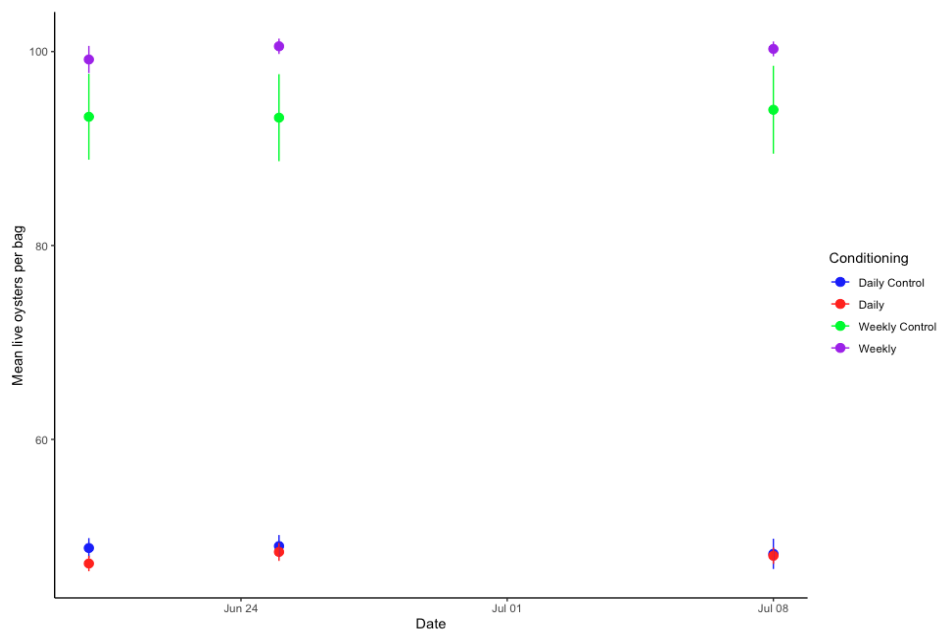 100
80
60
Mean live oysters per bag
Jun 24
Jul 01
Jul 08
Date
Conditioning
Daily Control
Daily
Weekly Control
Weekly